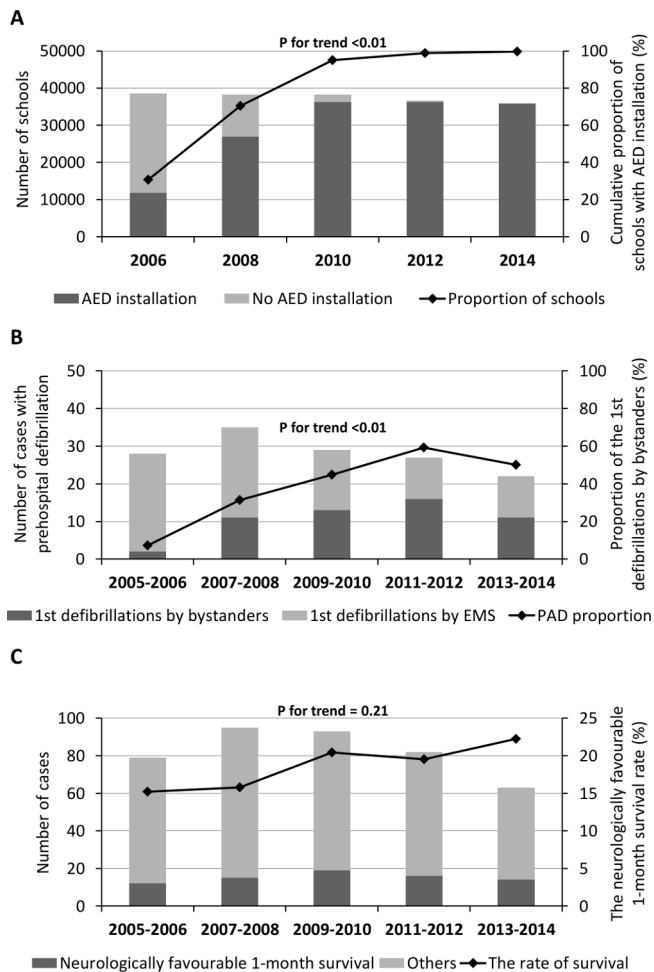 A
P for trend <0.01
Number of schools
50000
40000
30000
20000
10000
0
100
80
60
40
20
0
Cumulative proportion of
schools with AED installation (%)
2006 2008 2010 2012 2014
AED installation No AED installation Proportion of schools
B
Number of cases with
prehospital defibrillation
50
40
30
20
10
0
P for trend <0.01
100
80
60
40
20
0
Proportion of the 1st
defibrillations by bystanders (%)
2005-2006 2007-2008 2009-2010 2011-2012 2013-2014
1st defibrillations by bystanders 1st defibrillations by EMS PAD proportion
C
P for trend = 0.21
Number of cases
100
80
60
40
20
0
25
20
15
10
5
0
The neurologically favourable
1-month survival rate (%)
2005-2006 2007-2008 2009-2010 2011-2012 2013-2014
Neurologically favourable 1-month survival Others The rate of survival